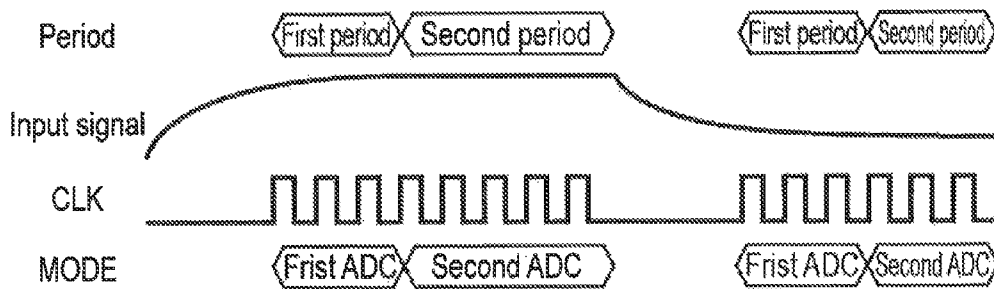 Period First period Second period First period Second period
Input signal
CLK
MODE Frist ADC Second ADC Frist ADC Second ADC